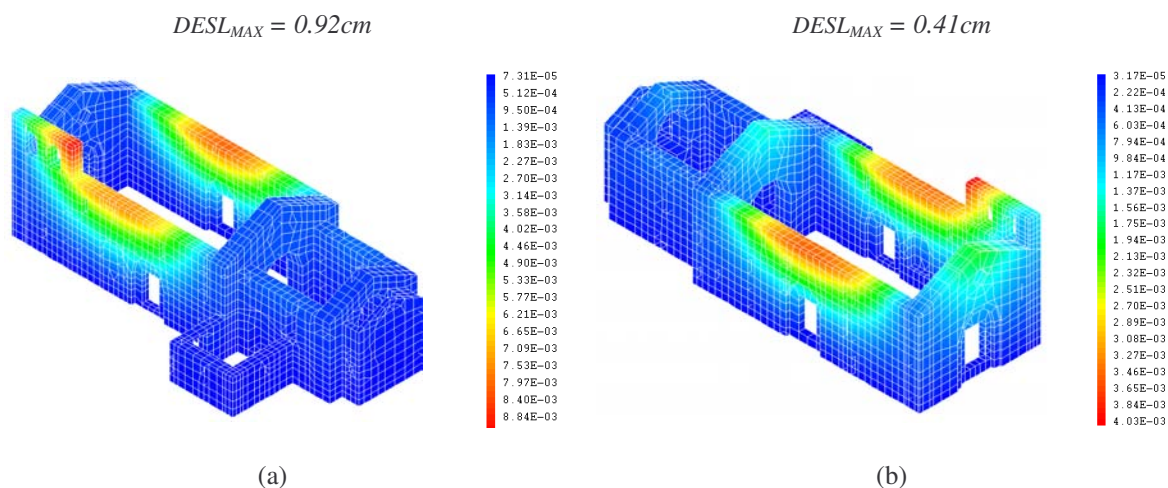 DESLMAX = 0.92cm
DESLMAX = 0.41cm
7.31E-05
5.12E-04
9.50E-04
1.39E-03
1.83E-03
2.27E-03
2.70E-03
3.14E-03
3.58E-03
4.02E-03
4.46E-03
4.90E-03
5.33E-03
5.77E-03
6.21E-03
6.65E-03
7.09E-03
7.53E-03
7.97E-03
8.40E-03
8.84E-03
3.17E-05
2.22E-04
4.13E-04
6.03E-04
7.94E-04
9.84E-04
1.17E-03
1.37E-03
1.56E-03
1.75E-03
1.94E-03
2.13E-03
2.32E-03
2.51E-03
2.70E-03
2.89E-03
3.08E-03
3.27E-03
3.46E-03
3.65E-03
3.84E-03
4.03E-03
(a)
(b)